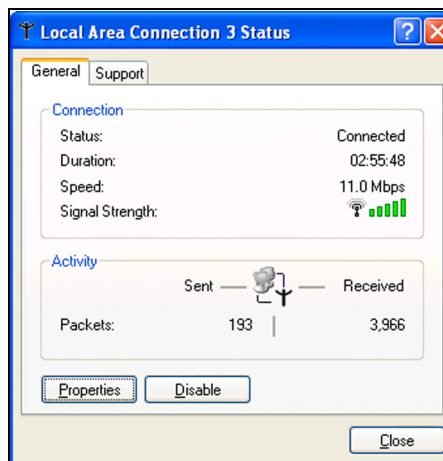 Local Area Connection 3 Status
General Support
Connection
Status: Connected
Duration: 02:55:48
Speed: 11.0 Mbps
Signal Strength:
Activity
Sent Received
Packets: 193 3,966
Properties Disable
Close